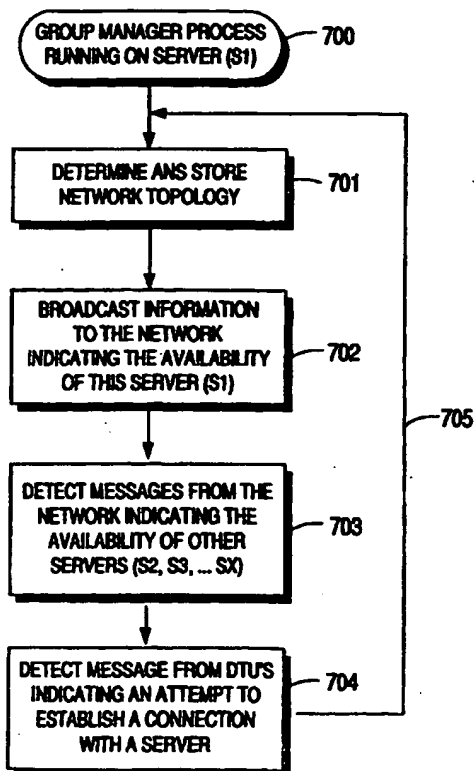 GROUP MANAGER PROCESS
RUNNING ON SERVER (S1)
700
DETERMINE ANS STORE
NETWORK TOPOLOGY
701
BROADCAST INFORMATION
TO THE NETWORK
INDICATING THE AVAILABILITY
OF THIS SERVER (S1)
702
705
DETECT MESSAGES FROM THE
NETWORK INDICATING THE
AVAILABILITY OF OTHER
SERVERS (S2, S3, ... SX)
703
DETECT MESSAGE FROM DTU'S
INDICATING AN ATTEMPT TO
ESTABLISH A CONNECTION
WITH A SERVER
704